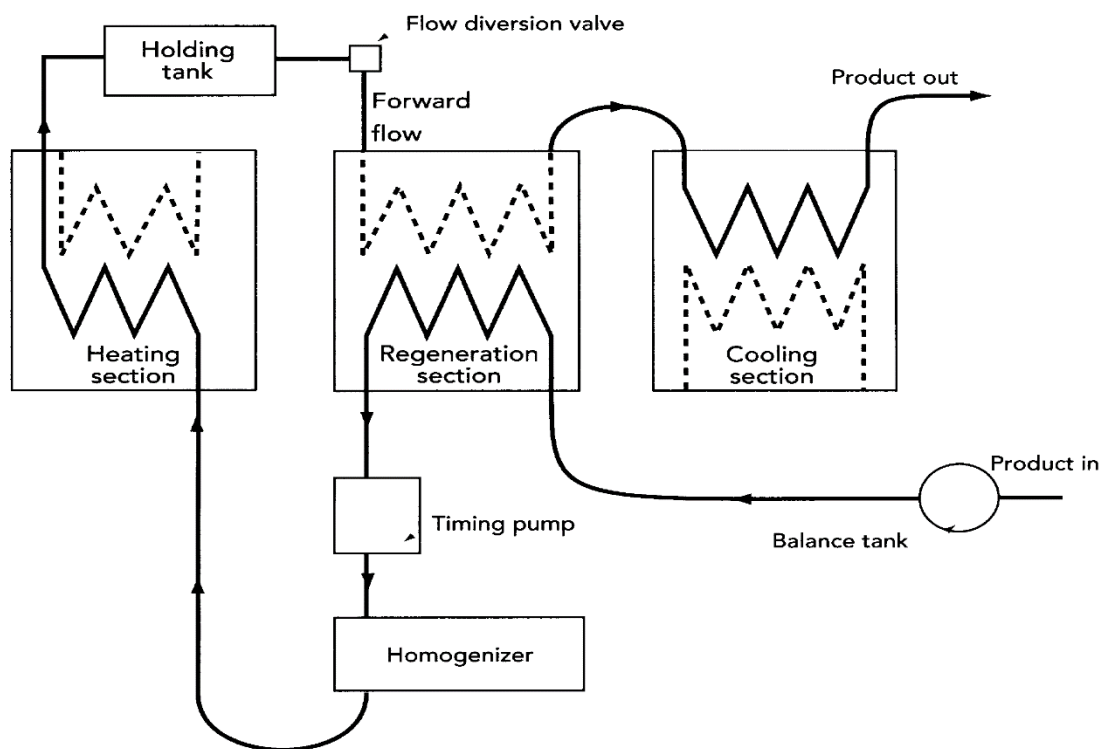 Flow diversion valve
Holding
tank
Product out
Forward
flow
Heating
section
Regeneration
section
Cooling
section
Product in
Timing pump
Balance tank
Homogenizer